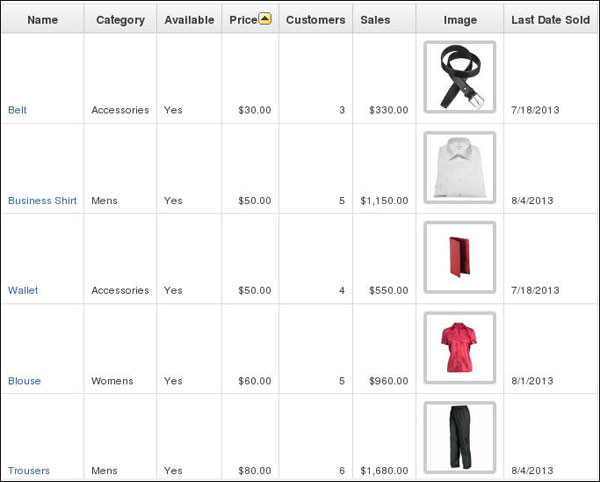 Name Category Available Price Customers Sales Image Last Date Sold
Belt Accessories Yes $30.00 3 $330.00 7/18/2013
Business Shirt Mens Yes $50.00 5 $1,150.00 8/4/2013
Wallet Accessories Yes $50.00 4 $550.00 7/18/2013
Blouse Womens Yes $60.00 5 $960.00 8/1/2013
Trousers Mens Yes $80.00 6 $1,680.00 8/4/2013